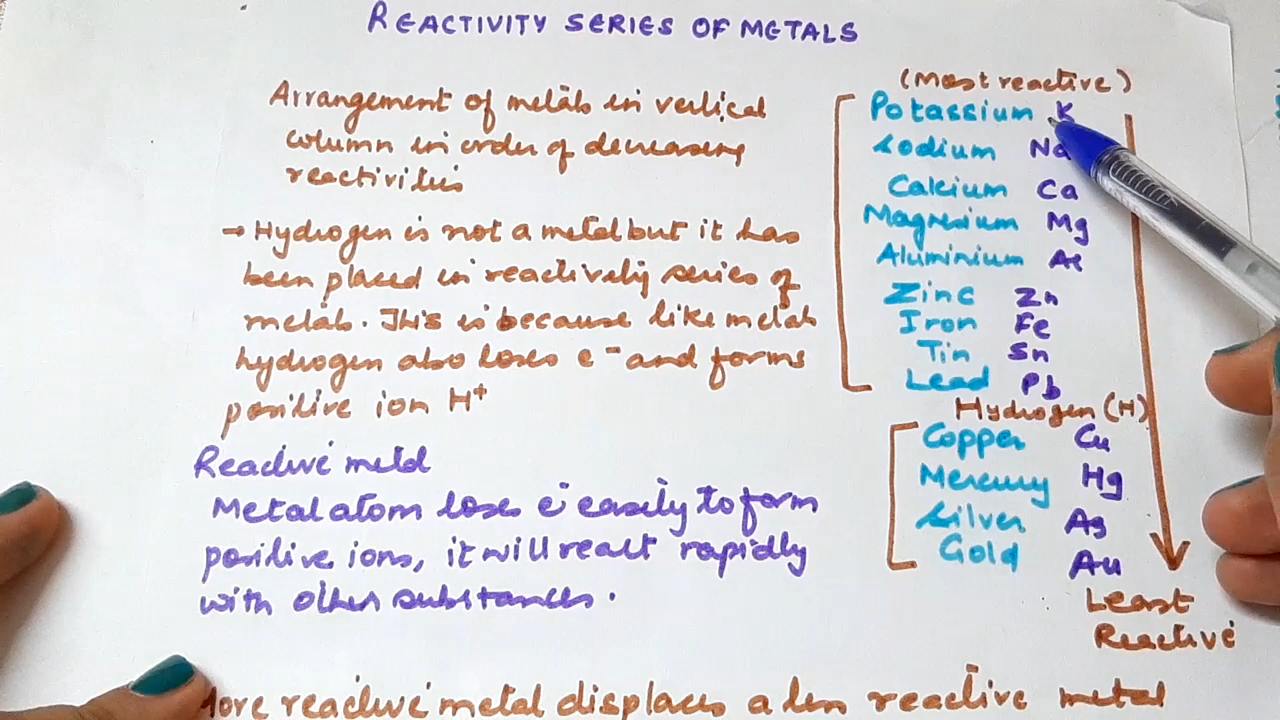 REACTIVITY SERIES OF METALS
Arrangement of metals in vertical
column in order of decreasing
reactivities
→ Hydrogen is not a metal but it has
been placed in reactivity series of
metals. This is because like metals
hydrogen also loses e⁻ and forms
positive ion H⁺
Reactive metal
Metal atom loses e⁻ easily to form
positive ions, it will react rapidly
with other substances.
(Most reactive)
Potassium K
Sodium Na
Calcium Ca
Magnesium Mg
Aluminium Al
Zinc Zn
Iron Fe
Tin Sn
Lead Pb
Hydrogen (H)
Copper Cu
Mercury Hg
Silver Ag
Gold Au
Least
Reactive
More reactive metal displaces a less reactive metal